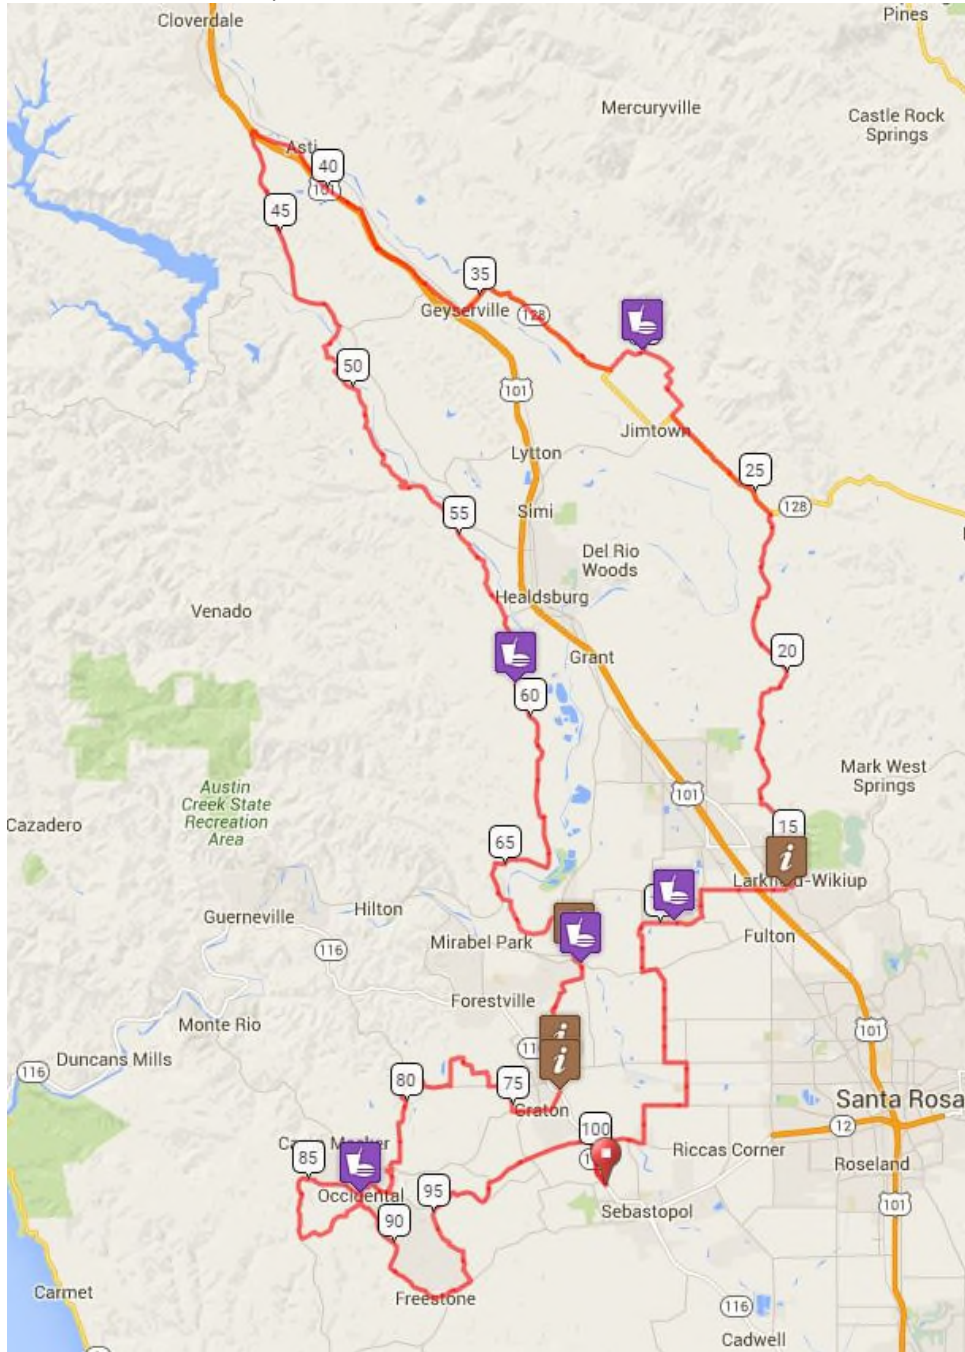 Cloverdale
Pines
Mercuryville
Castle Rock
Springs
Asti
40
101
45
35
Geyserville
128
50
101
Jimtown
Lytton
25
128
55
Simi
Del Rio
Woods
Healdsburg
Venado
Grant
20
60
Mark West
Springs
101
Austin
Creek State
Recreation
Area
Cazadero
15
65
i
Larkfield-Wikiup
Hilton
Guerneville
Fulton
116
Mirabel Park
Forestville
Monte Rio
101
i
Duncans Mills
116
i
80
75
Santa Rosa
Graton
100
12
Riccas Corner
85
Roseland
Occidental
95
101
Sebastopol
90
Carmet
Freestone
116
Cadwell